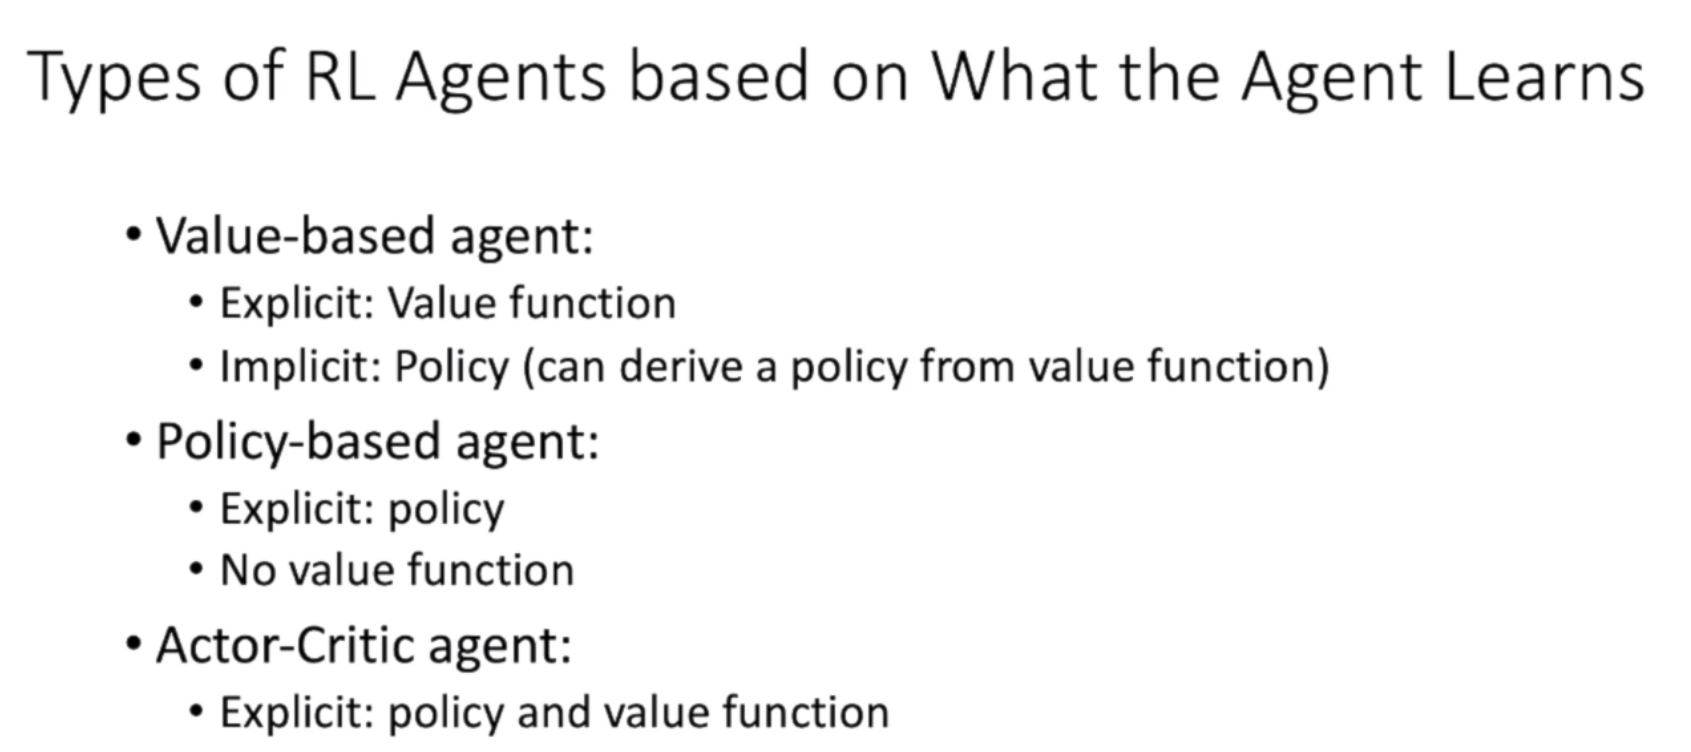 Types of RL Agents based on What the Agent Learns
• Value-based agent:
• Explicit: Value function
• Implicit: Policy (can derive a policy from value function)
• Policy-based agent:
• Explicit: policy
• No value function
• Actor-Critic agent:
• Explicit: policy and value function